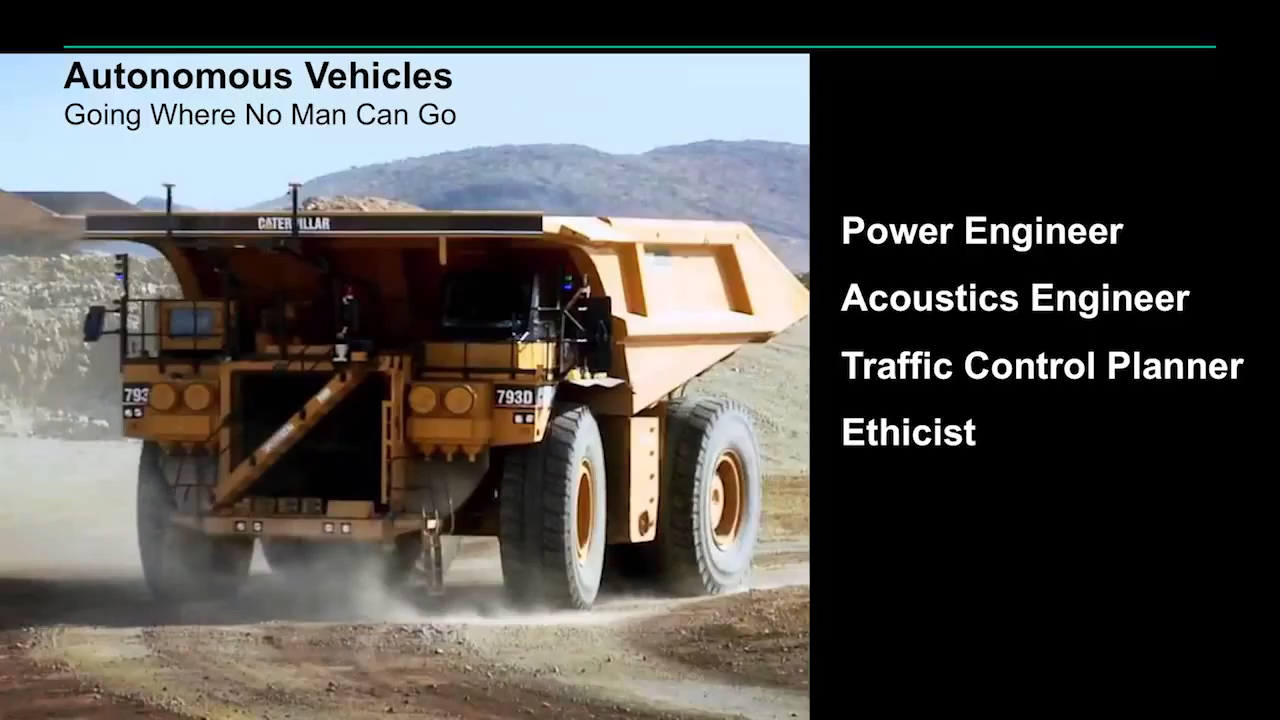 Autonomous Vehicles
Going Where No Man Can Go
CATERPILLAR
793
793D
Power Engineer
Acoustics Engineer
Traffic Control Planner
Ethicist